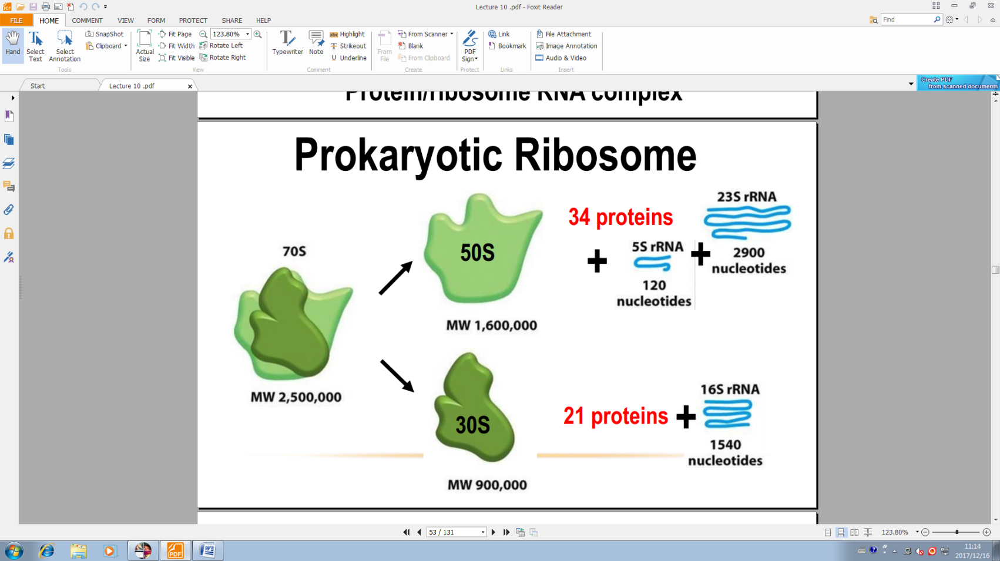 Lecture 10 .pdf - Foxit Reader
FILE HOME COMMENT VIEW FORM PROTECT SHARE HELP
Find
Hand
Select Text
Select Annotation
SnapShot
Clipboard
Tools
Actual Size
Fit Page
Fit Width
Fit Visible
123.80%
Rotate Left
Rotate Right
View
Typewriter
Note
Highlight
Strikeout
Underline
Comment
From File
From Scanner
Blank
From Clipboard
Create
PDF Sign
Protect
Link
Bookmark
Links
File Attachment
Image Annotation
Audio & Video
Insert
Start
Lecture 10 .pdf
Create PDF
from scanned documents
Protein/ribosome RNA complex
Prokaryotic Ribosome
70S
MW 2,500,000
50S
MW 1,600,000
34 proteins
+
5S rRNA
120
nucleotides
+
23S rRNA
2900
nucleotides
30S
MW 900,000
21 proteins +
16S rRNA
1540
nucleotides
53 / 131
123.80%
11:14
2017/12/16